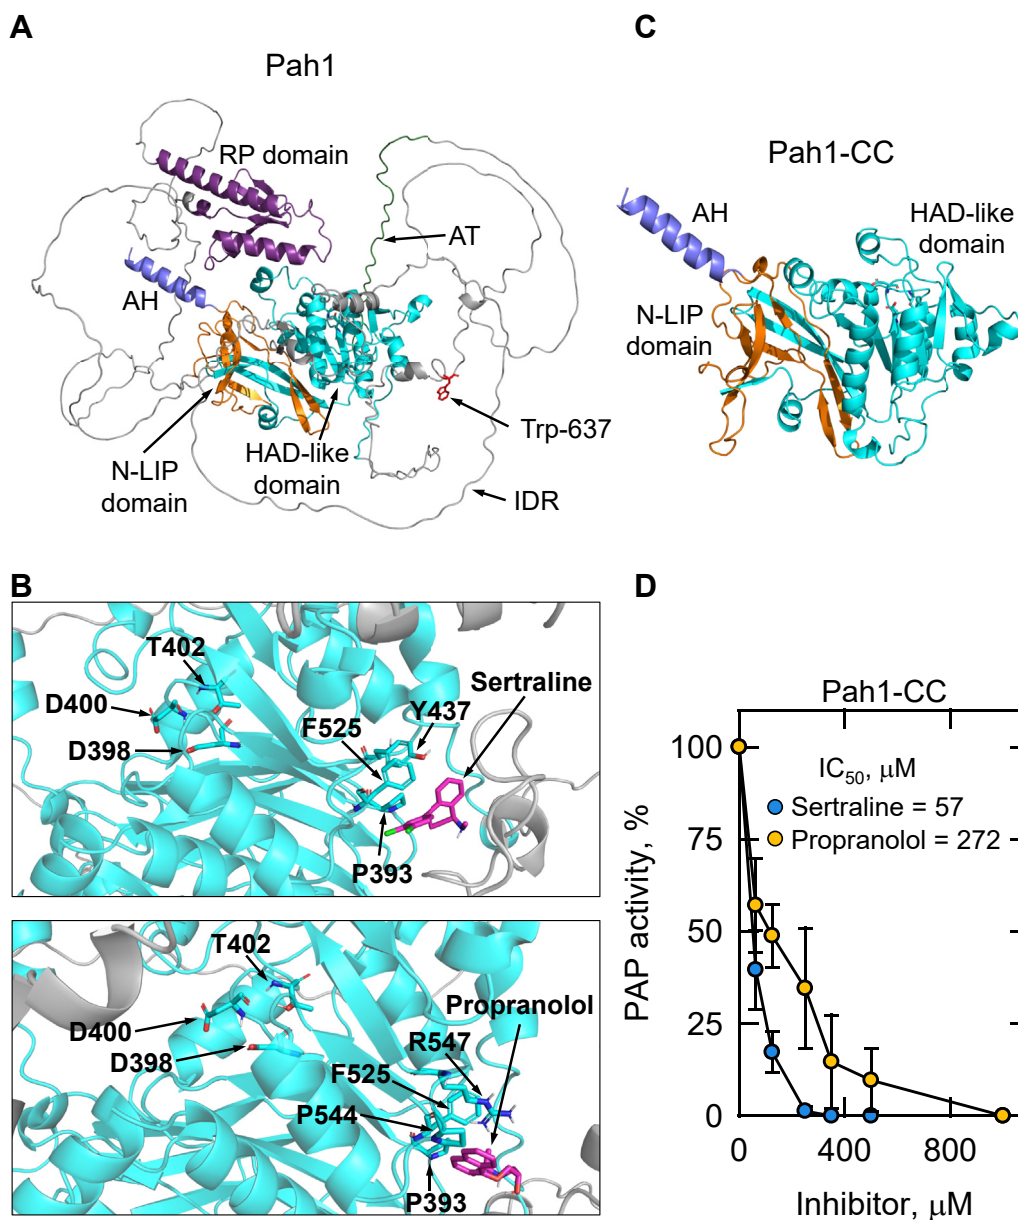 A
Pah1
RP domain
AT
AH
Trp-637
N-LIP
domain
HAD-like
domain
IDR
C
Pah1-CC
AH
HAD-like
domain
N-LIP
domain
B
T402
Sertraline
D400
F525
Y437
D398
P393
T402
Propranolol
D400
R547
D398
F525
P544
P393
D
Pah1-CC
100
75
50
25
0
IC50, μM
Sertraline = 57
Propranolol = 272
PAP activity, %
0
400
800
Inhibitor, μM